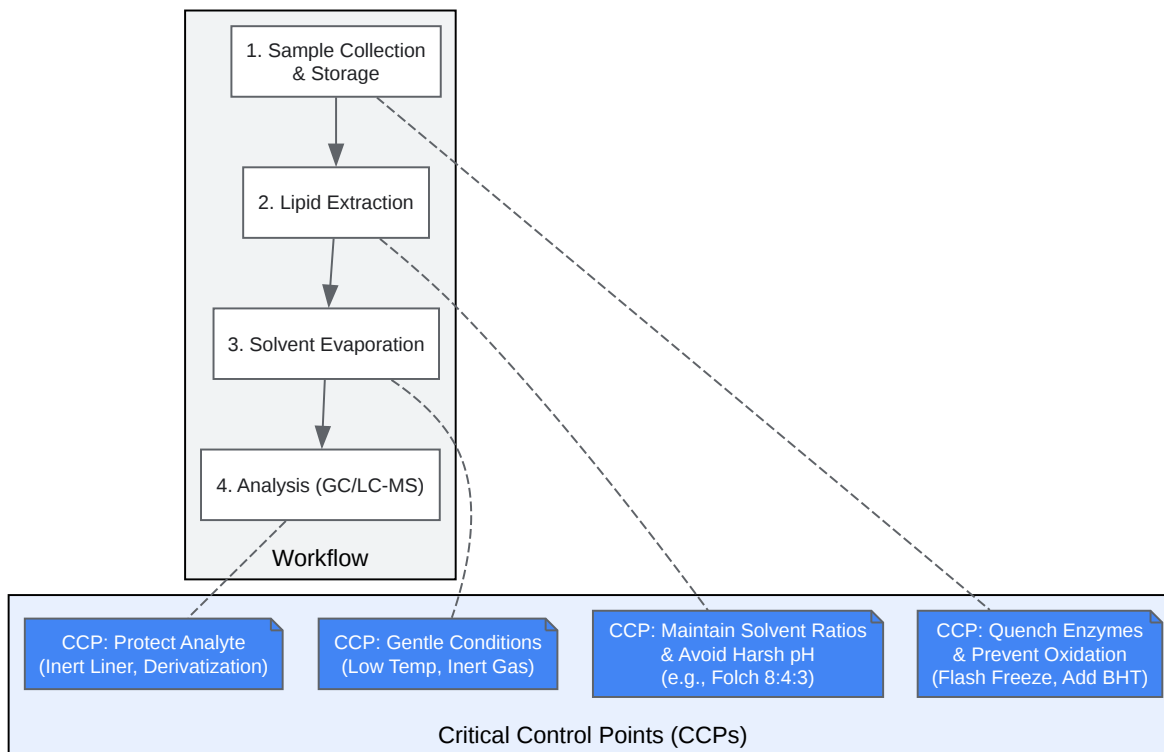 1. Sample Collection
& Storage
2. Lipid Extraction
3. Solvent Evaporation
4. Analysis (GC/LC-MS)
Workflow
CCP: Protect Analyte
(Inert Liner, Derivatization)
CCP: Gentle Conditions
(Low Temp, Inert Gas)
CCP: Maintain Solvent Ratios
& Avoid Harsh pH
(e.g., Folch 8:4:3)
CCP: Quench Enzymes
& Prevent Oxidation
(Flash Freeze, Add BHT)
Critical Control Points (CCPs)